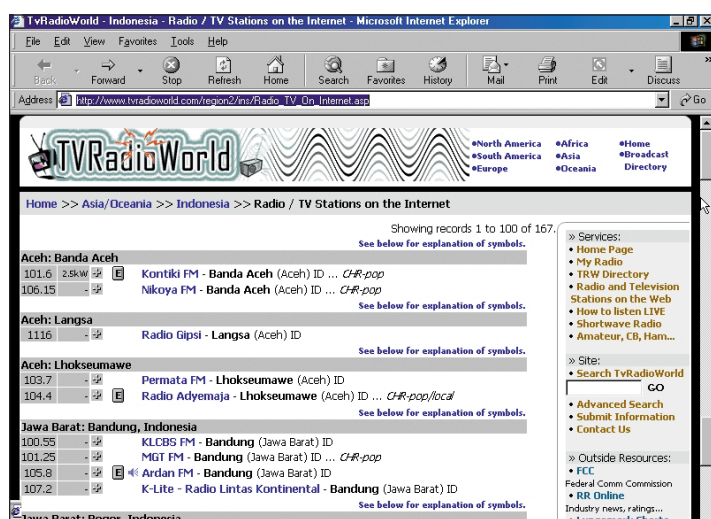 TvRadioWorld - Indonesia - Radio / TV Stations on the Internet - Microsoft Internet Explorer
File Edit View Favorites Tools Help
Back Forward Stop Refresh Home Search Favorites History Mail Print Edit Discuss »
Address http://www.tvradioworld.com/region2/ins/Radio_TV_On_Internet.asp Go
TVRadioWorld
•North America •Africa •Home
•South America •Asia •Broadcast
•Europe •Oceania Directory
Home >> Asia/Oceania >> Indonesia >> Radio / TV Stations on the Internet
Showing records 1 to 100 of 167.
See below for explanation of symbols.
Aceh: Banda Aceh
101.6 2.5kW E Kontiki FM - Banda Aceh (Aceh) ID ... CHR-pop
106.15 - Nikoya FM - Banda Aceh (Aceh) ID ... CHR-pop
See below for explanation of symbols.
Aceh: Langsa
1116 - Radio Gipsi - Langsa (Aceh) ID
See below for explanation of symbols.
Aceh: Lhokseumawe
103.7 - Permata FM - Lhokseumawe (Aceh) ID
104.4 - E Radio Adyemaja - Lhokseumawe (Aceh) ID ... CHR-pop/local
See below for explanation of symbols.
Jawa Barat: Bandung, Indonesia
100.55 - KLCBS FM - Bandung (Jawa Barat) ID
101.25 - MGT FM - Bandung (Jawa Barat) ID ... CHR-pop
105.8 - E Ardan FM - Bandung (Jawa Barat) ID
107.2 - K-Lite - Radio Lintas Kontinental - Bandung (Jawa Barat) ID
See below for explanation of symbols.
Jawa Barat: Bogor, Indonesia
» Services:
• Home Page
• My Radio
• TRW Directory
• Radio and Television
Stations on the Web
• How to listen LIVE
• Shortwave Radio
• Amateur, CB, Ham...
» Site:
• Search TvRadioWorld
GO
• Advanced Search
• Submit Information
• Contact Us
» Outside Resources:
• FCC
Federal Comm Commission
• RR Online
Industry news, ratings...